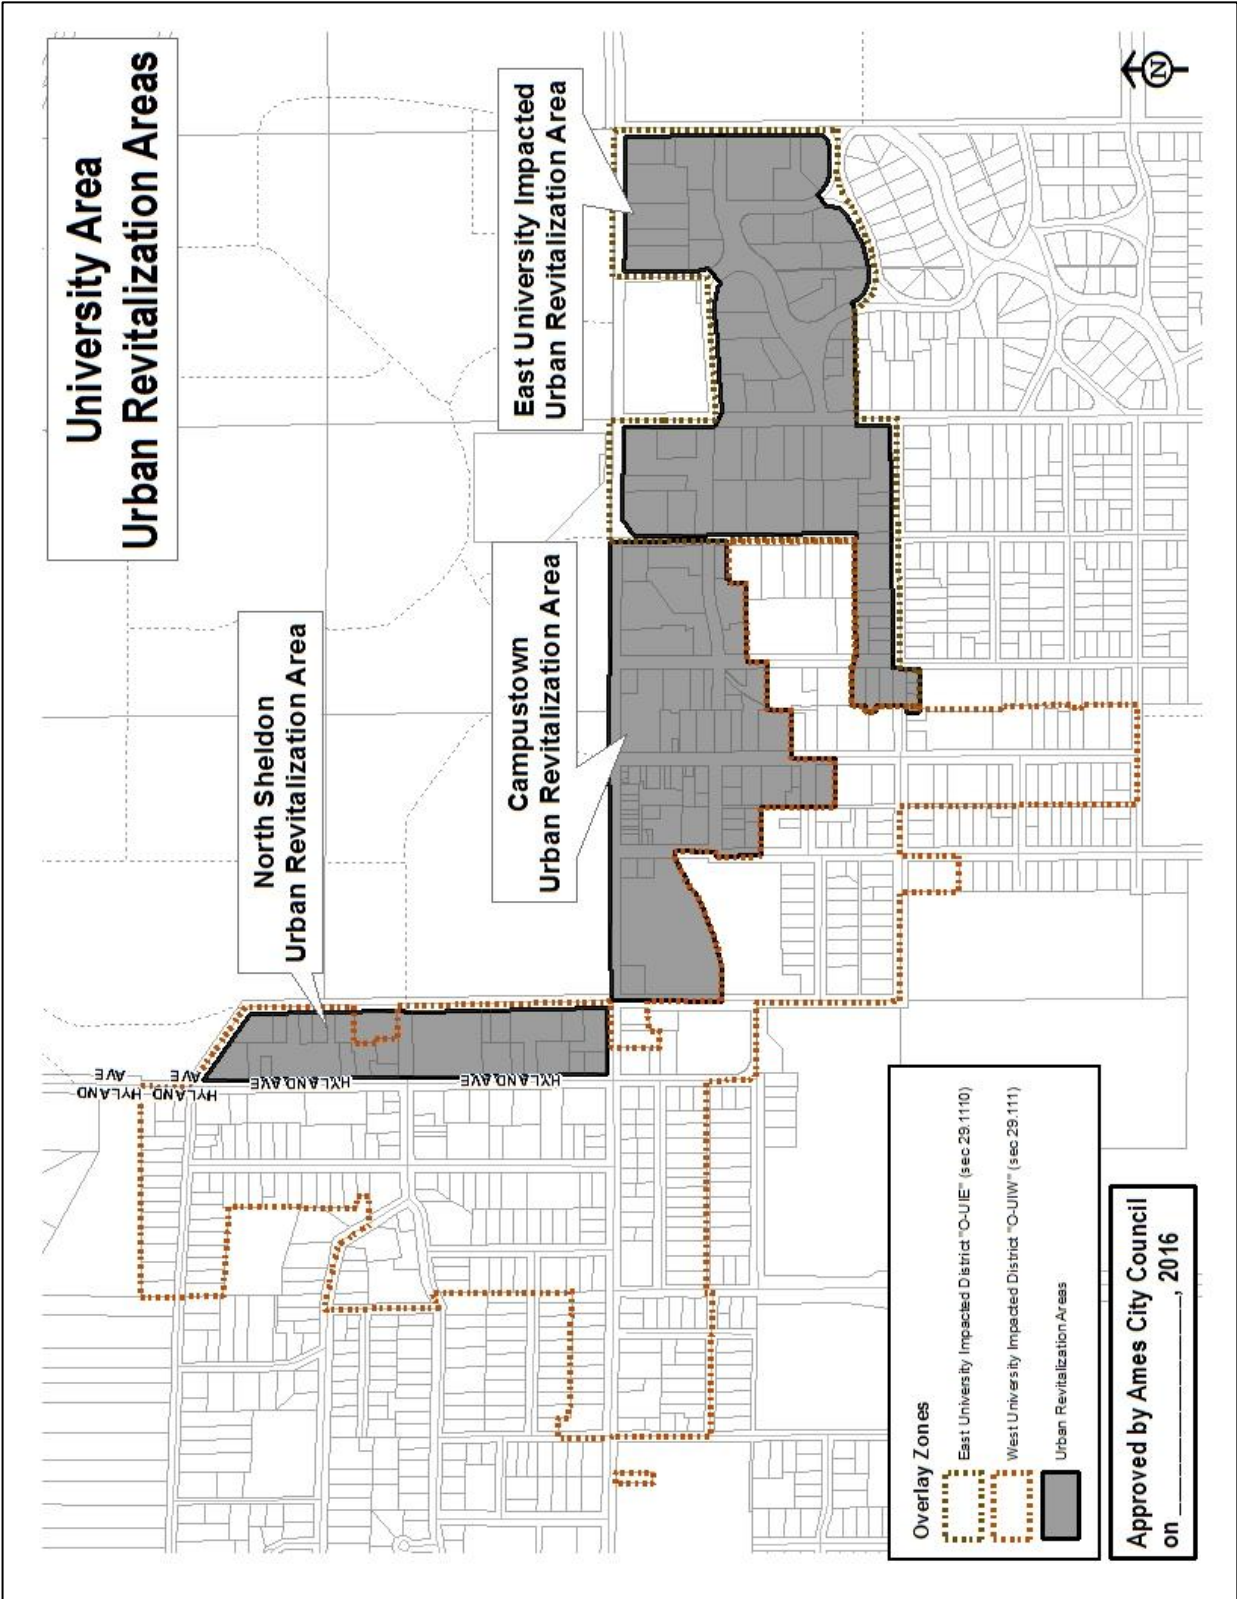 University Area
Urban Revitalization Areas
North Sheldon
Urban Revitalization Area
Campustown
Urban Revitalization Area
East University Impacted
Urban Revitalization Area
HYLAND AVE
HYLAND AVE
HYLAND AVE
HYLAND AVE
N
Overlay Zones
East University Impacted District "O-UIE" (sec 29.1110)
West University Impacted District "O-UIW" (sec 29.111)
Urban Revitalization Areas
Approved by Ames City Council
on ______________, 2016